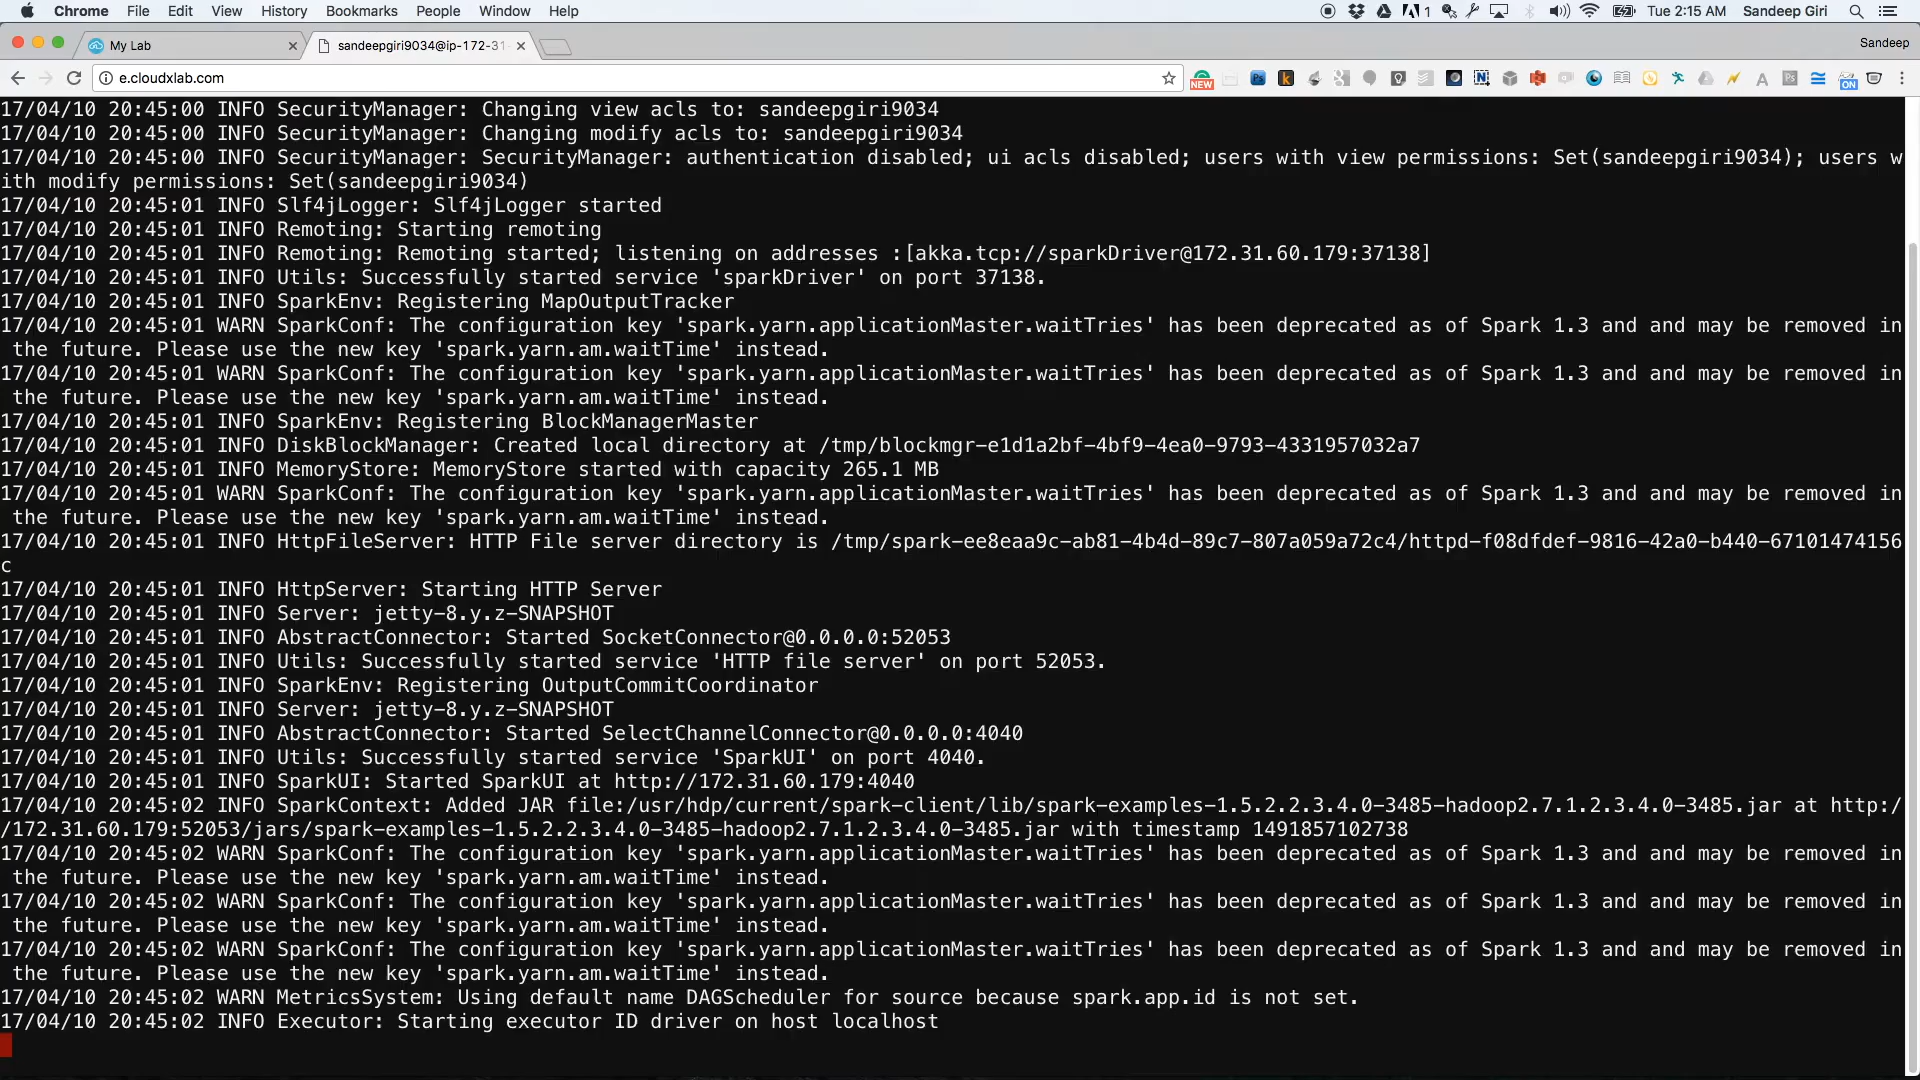 Chrome File Edit View History Bookmarks People Window Help 1 Tue 2:15 AM Sandeep Giri
My Lab sandeepgiri9034@ip-172-31 Sandeep
e.cloudxlab.com NEW ON
17/04/10 20:45:00 INFO SecurityManager: Changing view acls to: sandeepgiri9034
17/04/10 20:45:00 INFO SecurityManager: Changing modify acls to: sandeepgiri9034
17/04/10 20:45:00 INFO SecurityManager: SecurityManager: authentication disabled; ui acls disabled; users with view permissions: Set(sandeepgiri9034); users w
ith modify permissions: Set(sandeepgiri9034)
17/04/10 20:45:01 INFO Slf4jLogger: Slf4jLogger started
17/04/10 20:45:01 INFO Remoting: Starting remoting
17/04/10 20:45:01 INFO Remoting: Remoting started; listening on addresses :[akka.tcp://sparkDriver@172.31.60.179:37138]
17/04/10 20:45:01 INFO Utils: Successfully started service 'sparkDriver' on port 37138.
17/04/10 20:45:01 INFO SparkEnv: Registering MapOutputTracker
17/04/10 20:45:01 WARN SparkConf: The configuration key 'spark.yarn.applicationMaster.waitTries' has been deprecated as of Spark 1.3 and and may be removed in
the future. Please use the new key 'spark.yarn.am.waitTime' instead.
17/04/10 20:45:01 WARN SparkConf: The configuration key 'spark.yarn.applicationMaster.waitTries' has been deprecated as of Spark 1.3 and and may be removed in
the future. Please use the new key 'spark.yarn.am.waitTime' instead.
17/04/10 20:45:01 INFO SparkEnv: Registering BlockManagerMaster
17/04/10 20:45:01 INFO DiskBlockManager: Created local directory at /tmp/blockmgr-e1d1a2bf-4bf9-4ea0-9793-4331957032a7
17/04/10 20:45:01 INFO MemoryStore: MemoryStore started with capacity 265.1 MB
17/04/10 20:45:01 WARN SparkConf: The configuration key 'spark.yarn.applicationMaster.waitTries' has been deprecated as of Spark 1.3 and and may be removed in
the future. Please use the new key 'spark.yarn.am.waitTime' instead.
17/04/10 20:45:01 INFO HttpFileServer: HTTP File server directory is /tmp/spark-ee8eaa9c-ab81-4b4d-89c7-807a059a72c4/httpd-f08dfdef-9816-42a0-b440-67101474156
c
17/04/10 20:45:01 INFO HttpServer: Starting HTTP Server
17/04/10 20:45:01 INFO Server: jetty-8.y.z-SNAPSHOT
17/04/10 20:45:01 INFO AbstractConnector: Started SocketConnector@0.0.0.0:52053
17/04/10 20:45:01 INFO Utils: Successfully started service 'HTTP file server' on port 52053.
17/04/10 20:45:01 INFO SparkEnv: Registering OutputCommitCoordinator
17/04/10 20:45:01 INFO Server: jetty-8.y.z-SNAPSHOT
17/04/10 20:45:01 INFO AbstractConnector: Started SelectChannelConnector@0.0.0.0:4040
17/04/10 20:45:01 INFO Utils: Successfully started service 'SparkUI' on port 4040.
17/04/10 20:45:01 INFO SparkUI: Started SparkUI at http://172.31.60.179:4040
17/04/10 20:45:02 INFO SparkContext: Added JAR file:/usr/hdp/current/spark-client/lib/spark-examples-1.5.2.2.3.4.0-3485-hadoop2.7.1.2.3.4.0-3485.jar at http:/
/172.31.60.179:52053/jars/spark-examples-1.5.2.2.3.4.0-3485-hadoop2.7.1.2.3.4.0-3485.jar with timestamp 1491857102738
17/04/10 20:45:02 WARN SparkConf: The configuration key 'spark.yarn.applicationMaster.waitTries' has been deprecated as of Spark 1.3 and and may be removed in
the future. Please use the new key 'spark.yarn.am.waitTime' instead.
17/04/10 20:45:02 WARN SparkConf: The configuration key 'spark.yarn.applicationMaster.waitTries' has been deprecated as of Spark 1.3 and and may be removed in
the future. Please use the new key 'spark.yarn.am.waitTime' instead.
17/04/10 20:45:02 WARN SparkConf: The configuration key 'spark.yarn.applicationMaster.waitTries' has been deprecated as of Spark 1.3 and and may be removed in
the future. Please use the new key 'spark.yarn.am.waitTime' instead.
17/04/10 20:45:02 WARN MetricsSystem: Using default name DAGScheduler for source because spark.app.id is not set.
17/04/10 20:45:02 INFO Executor: Starting executor ID driver on host localhost